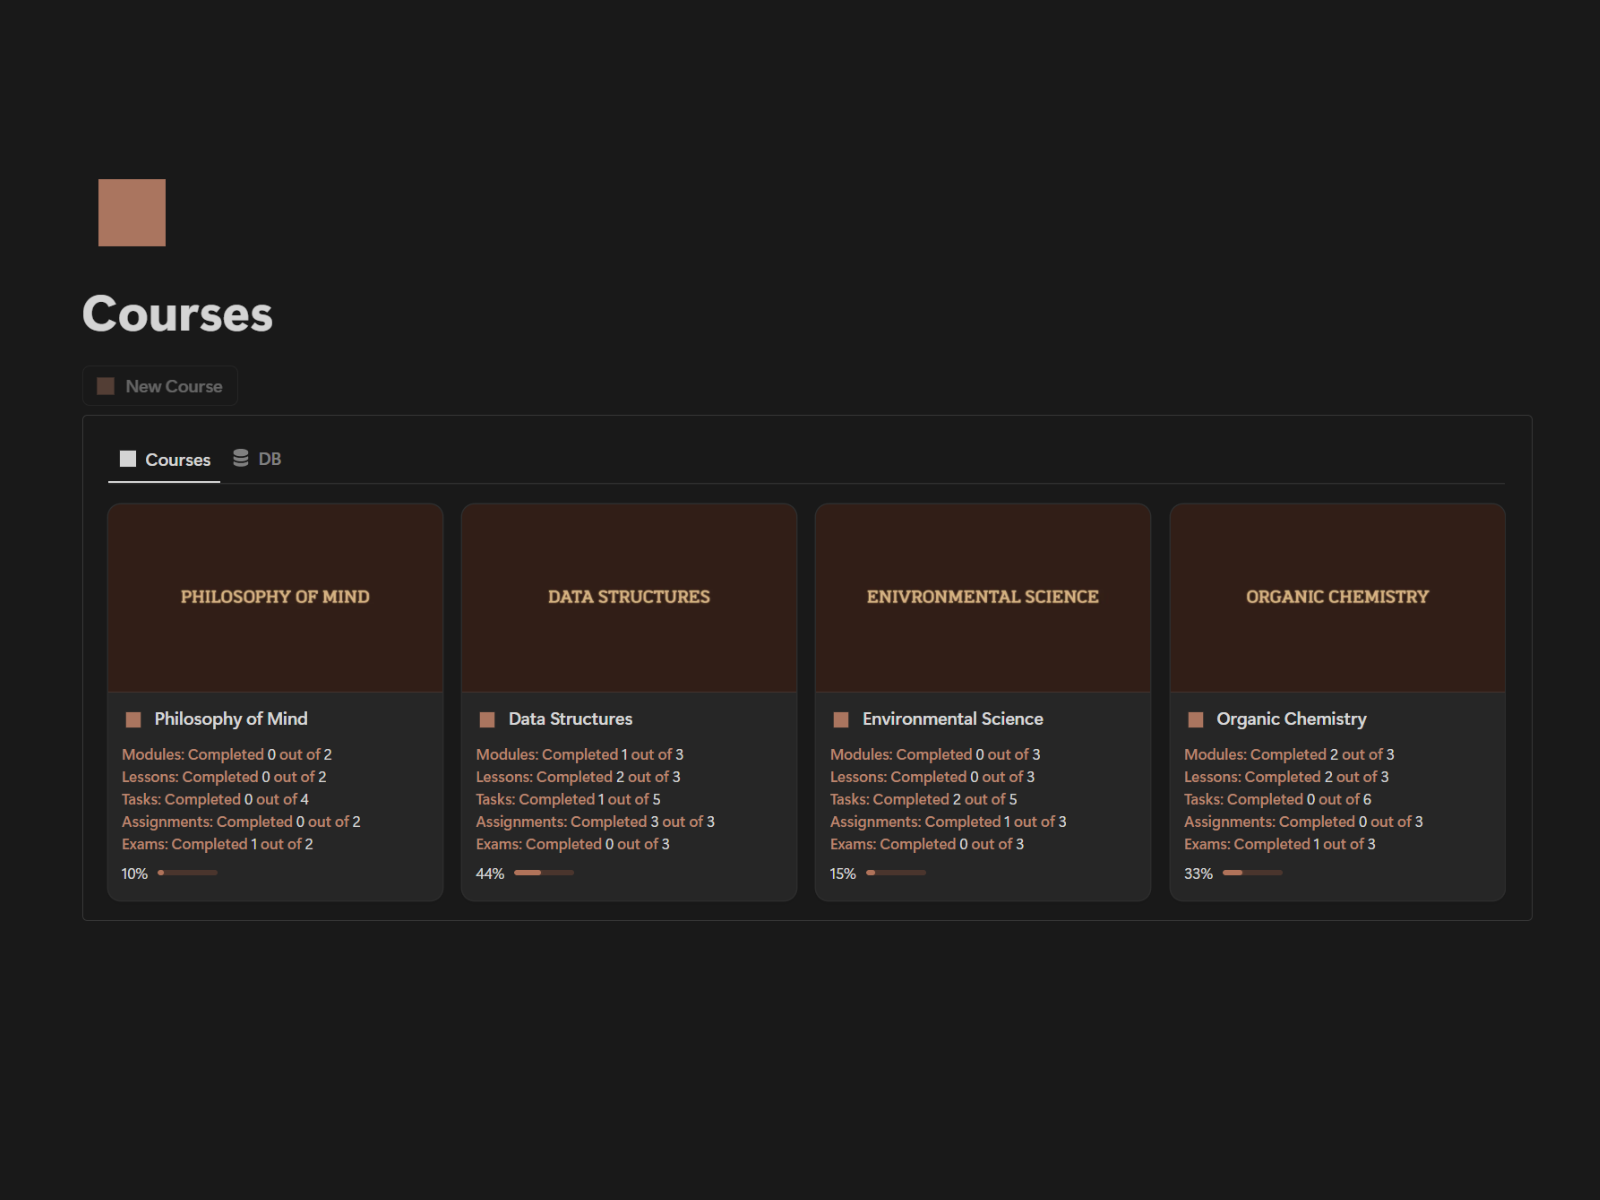 Courses
New Course
Courses
DB
PHILOSOPHY OF MIND
Philosophy of Mind
Modules: Completed 0 out of 2
Lessons: Completed 0 out of 2
Tasks: Completed 0 out of 4
Assignments: Completed 0 out of 2
Exams: Completed 1 out of 2
10%
DATA STRUCTURES
Data Structures
Modules: Completed 1 out of 3
Lessons: Completed 2 out of 3
Tasks: Completed 1 out of 5
Assignments: Completed 3 out of 3
Exams: Completed 0 out of 3
44%
ENIVRONMENTAL SCIENCE
Environmental Science
Modules: Completed 0 out of 3
Lessons: Completed 0 out of 3
Tasks: Completed 2 out of 5
Assignments: Completed 1 out of 3
Exams: Completed 0 out of 3
15%
ORGANIC CHEMISTRY
Organic Chemistry
Modules: Completed 2 out of 3
Lessons: Completed 2 out of 3
Tasks: Completed 0 out of 6
Assignments: Completed 0 out of 3
Exams: Completed 1 out of 3
33%